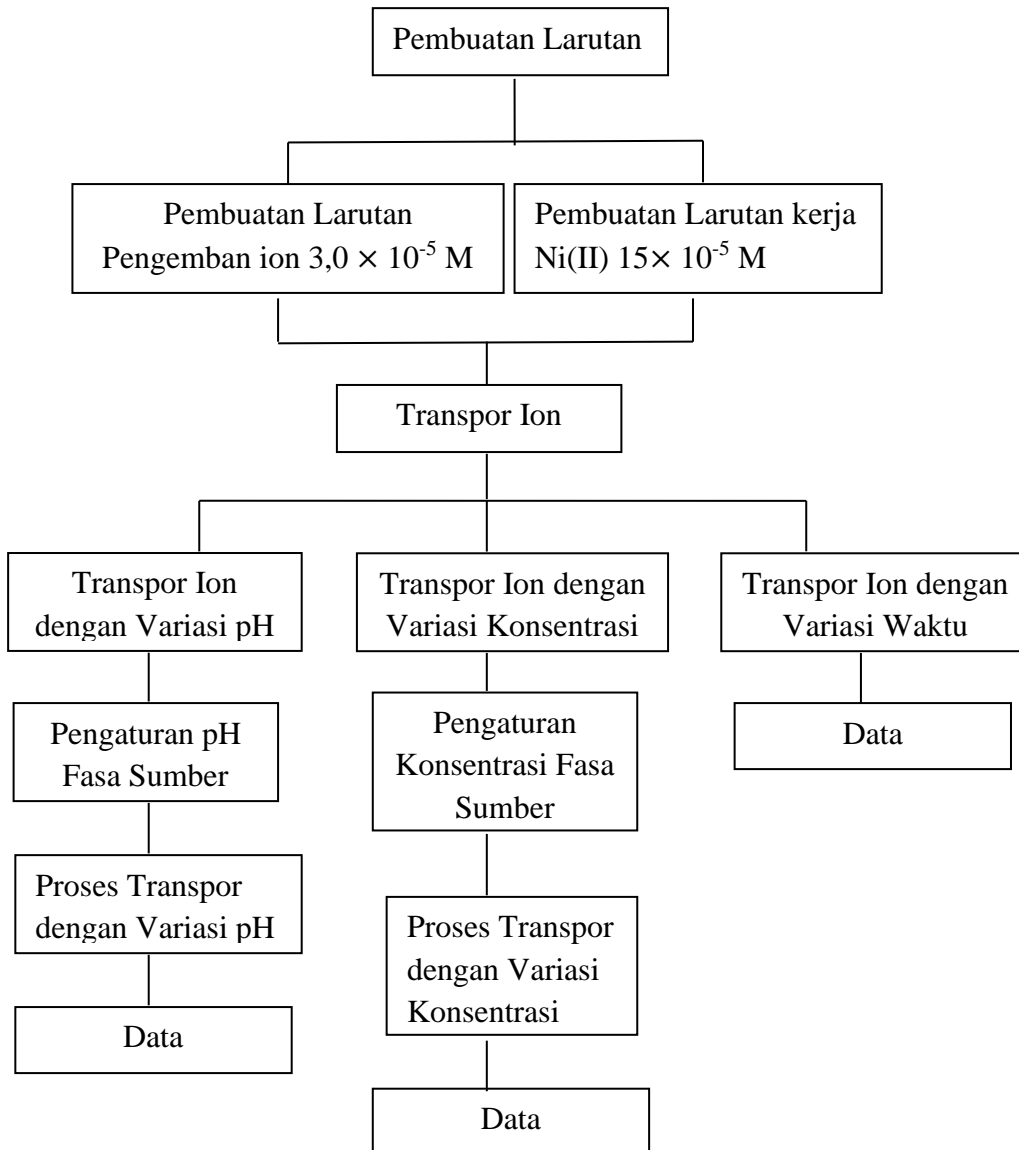 Pembuatan Larutan
Pembuatan Larutan
Pengemban ion 3,0 × 10⁻⁵ M
Pembuatan Larutan kerja
Ni(II) 15× 10⁻⁵ M
Transpor Ion
Transpor Ion
dengan Variasi pH
Transpor Ion dengan
Variasi Konsentrasi
Transpor Ion dengan
Variasi Waktu
Pengaturan pH
Fasa Sumber
Pengaturan
Konsentrasi Fasa
Sumber
Data
Proses Transpor
dengan Variasi pH
Proses Transpor
dengan Variasi
Konsentrasi
Data
Data